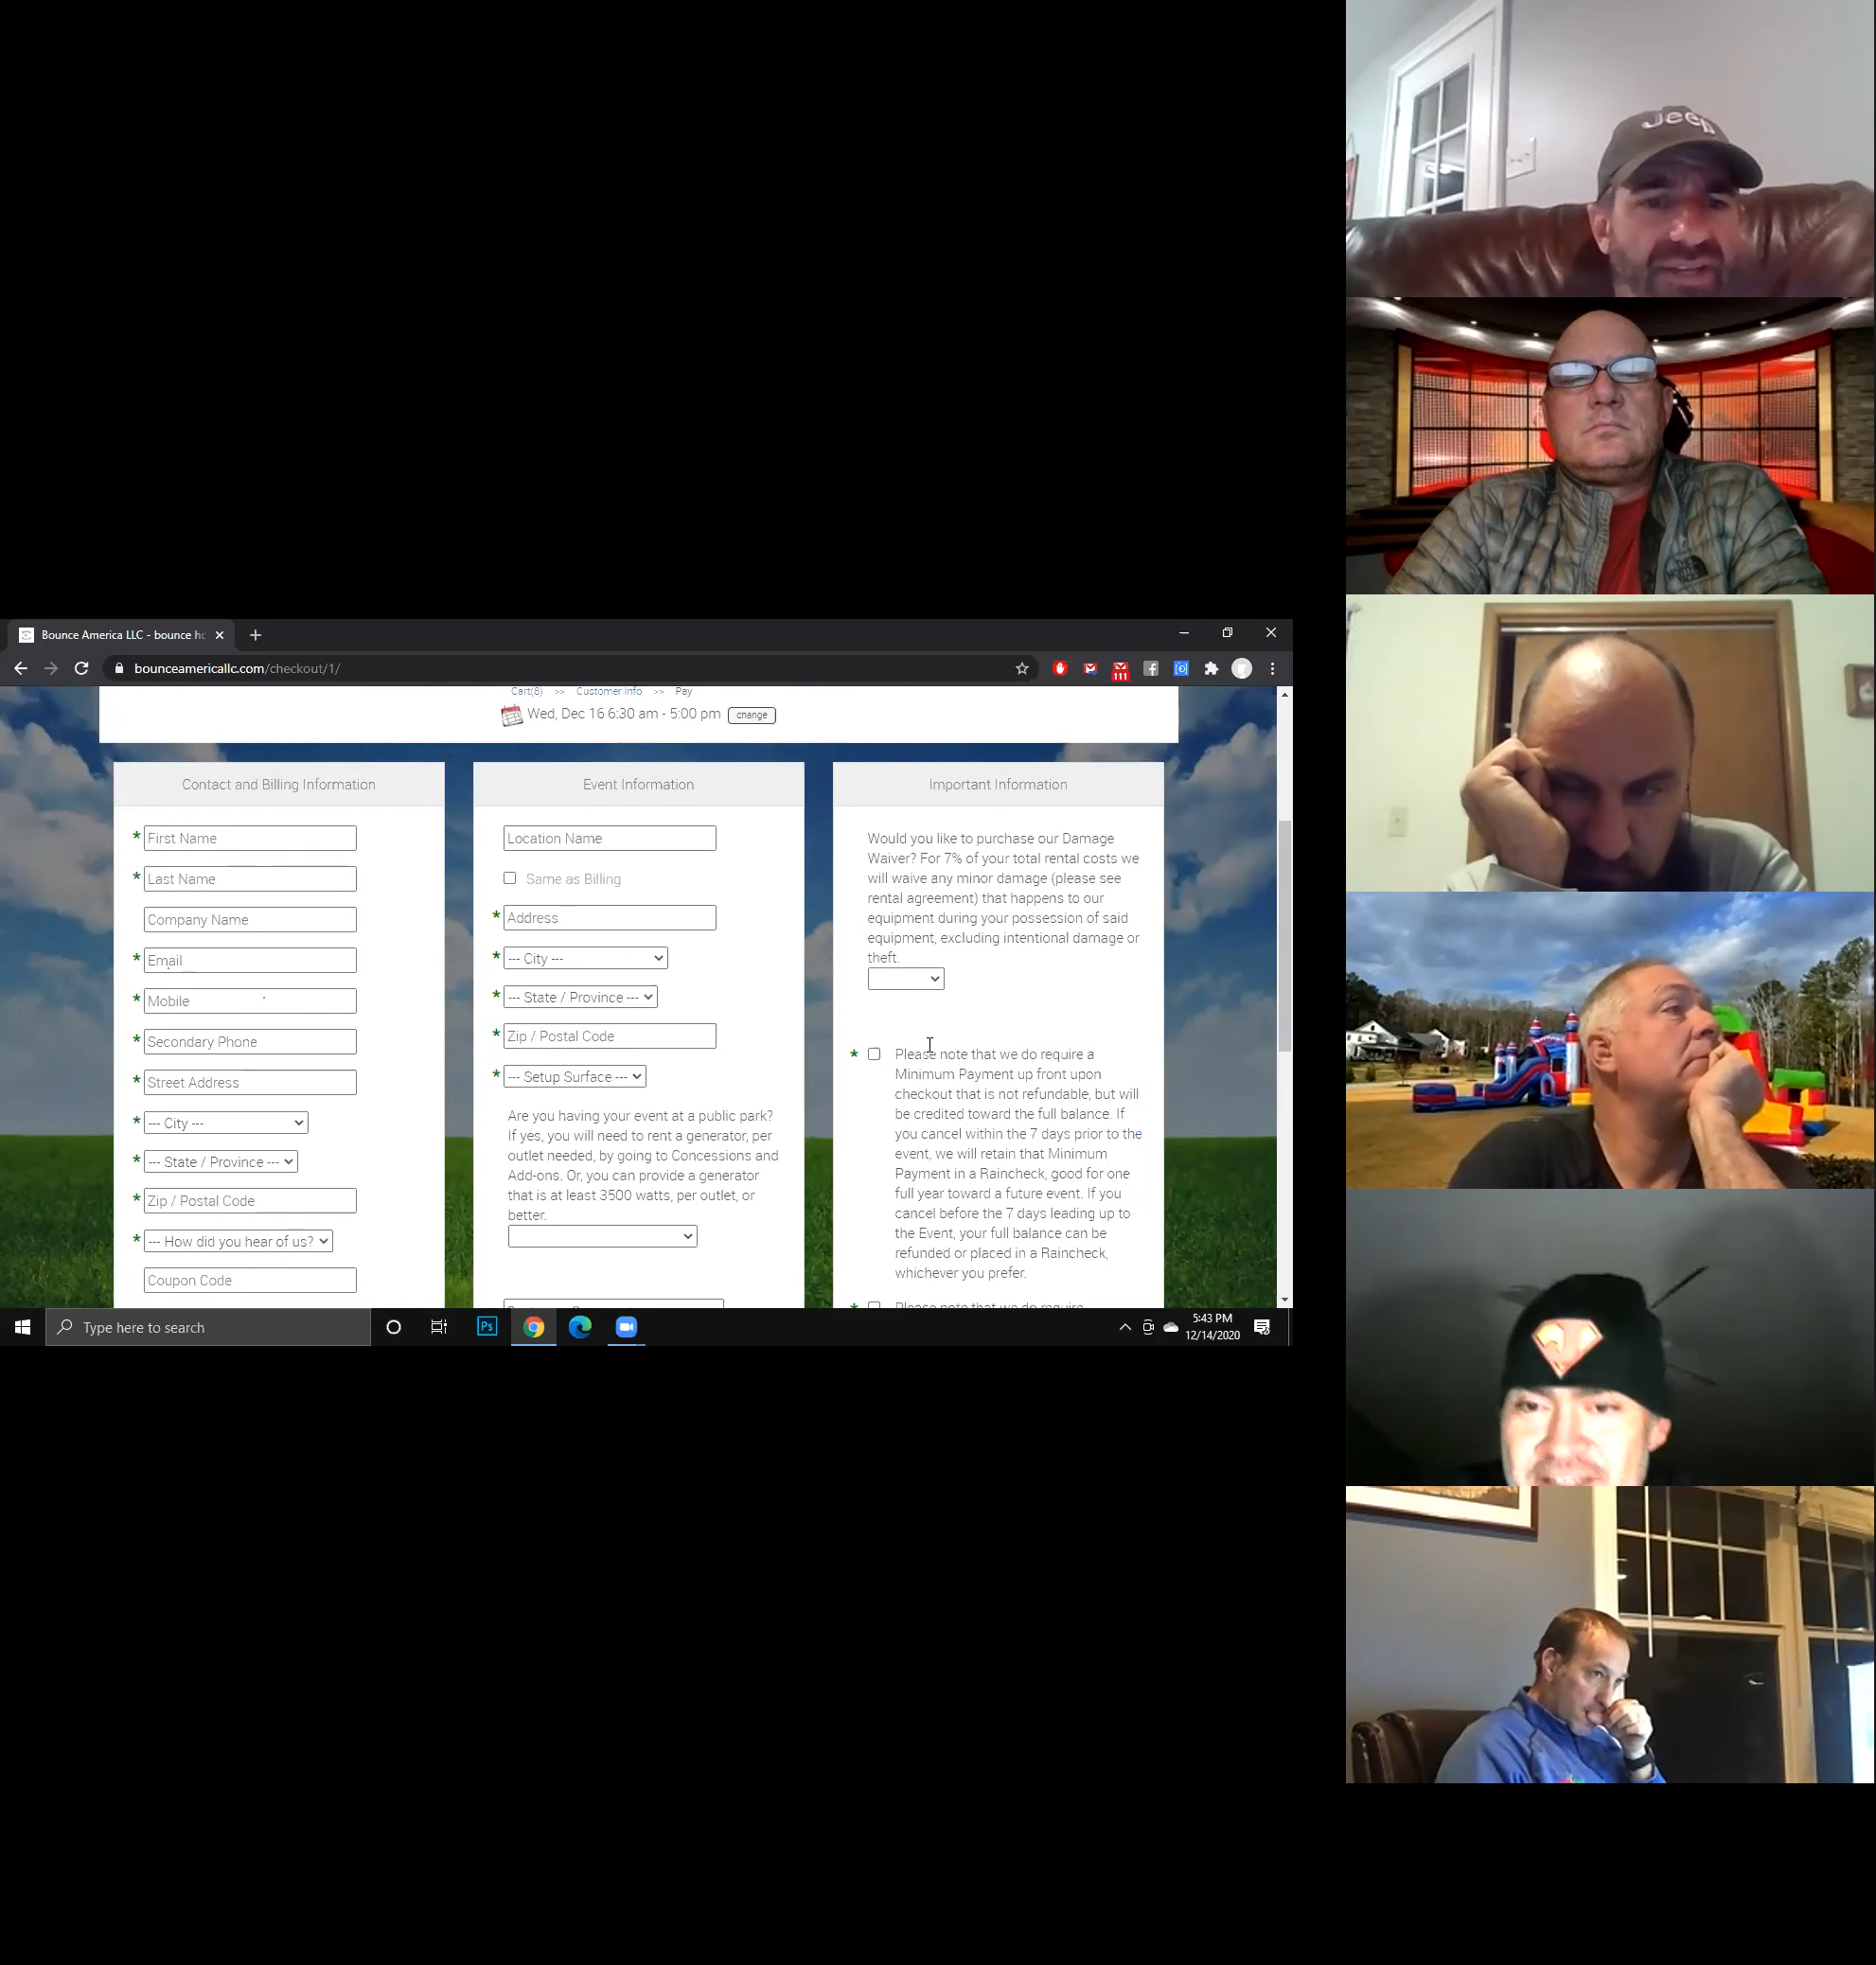 Bounce America LLC - bounce ho
bounceamericallc.com/checkout/1/
111
Cart(8) >> Customer Info >> Pay
Wed, Dec 16 6:30 am - 5:00 pm change
Contact and Billing Information
* First Name
* Last Name
Company Name
* Email
* Mobile
* Secondary Phone
* Street Address
* --- City ---
* --- State / Province ---
* Zip / Postal Code
* --- How did you hear of us?
Coupon Code
Event Information
Location Name
Same as Billing
* Address
* --- City ---
* --- State / Province ---
* Zip / Postal Code
* --- Setup Surface ---
Are you having your event at a public park?
If yes, you will need to rent a generator, per
outlet needed, by going to Concessions and
Add-ons. Or, you can provide a generator
that is at least 3500 watts, per outlet, or
better.
Important Information
Would you like to purchase our Damage
Waiver? For 7% of your total rental costs we
will waive any minor damage (please see
rental agreement) that happens to our
equipment during your possession of said
equipment, excluding intentional damage or
theft.
* Please note that we do require a
Minimum Payment up front upon
checkout that is not refundable, but will
be credited toward the full balance. If
you cancel within the 7 days prior to the
event, we will retain that Minimum
Payment in a Raincheck, good for one
full year toward a future event. If you
cancel before the 7 days leading up to
the Event, your full balance can be
refunded or placed in a Raincheck,
whichever you prefer.
* Please note that we do require
Type here to search
Ps
5:43 PM
12/14/2020
Jeep